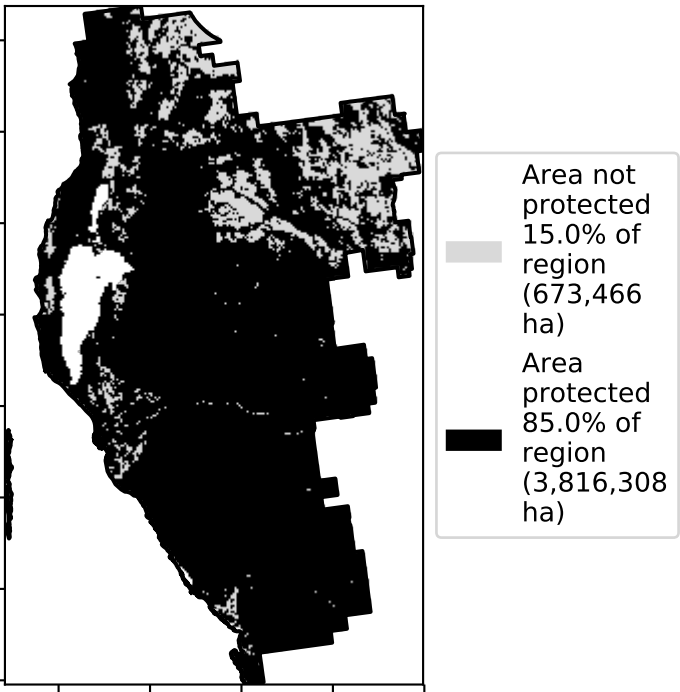 Area not
protected
15.0% of
region
(673,466
ha)
Area
protected
85.0% of
region
(3,816,308
ha)